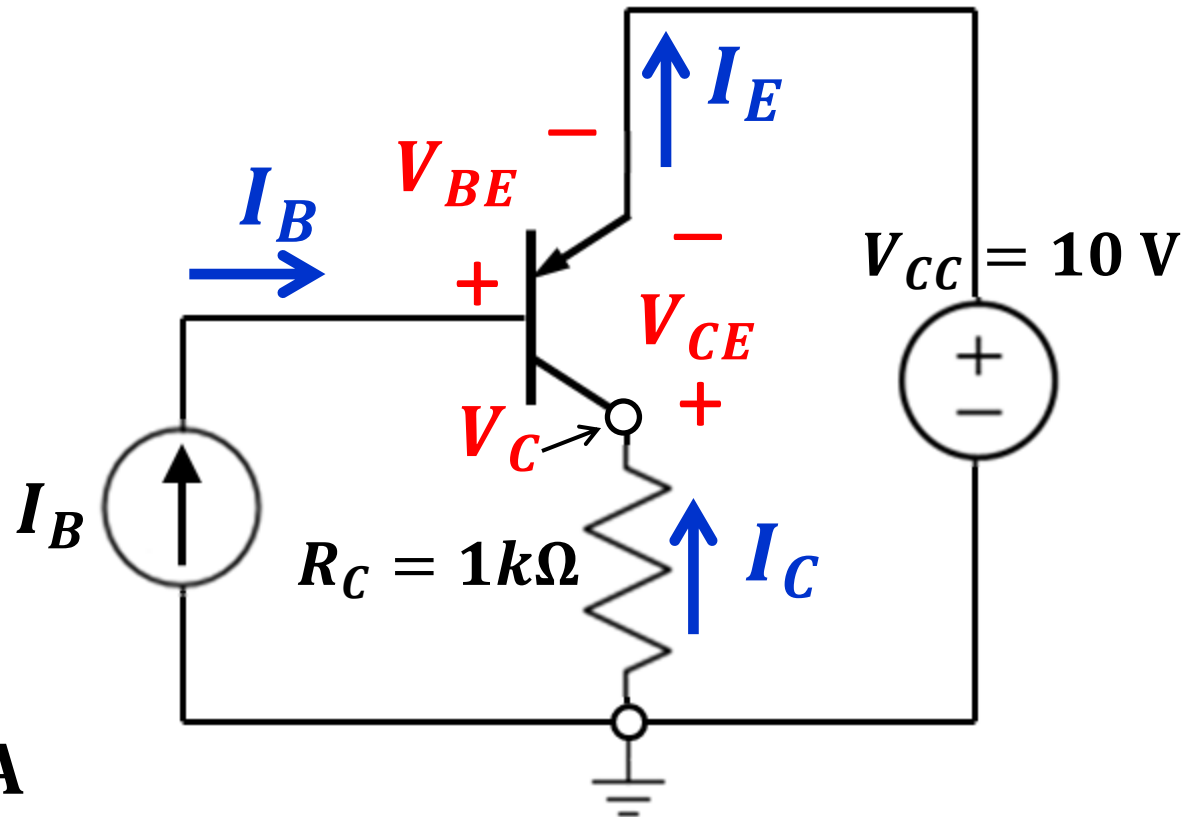 I_E
−
V_BE
I_B
−
V_CC = 10 V
+
V_CE
+
+
−
V_C
I_B
R_C = 1kΩ
I_C
A